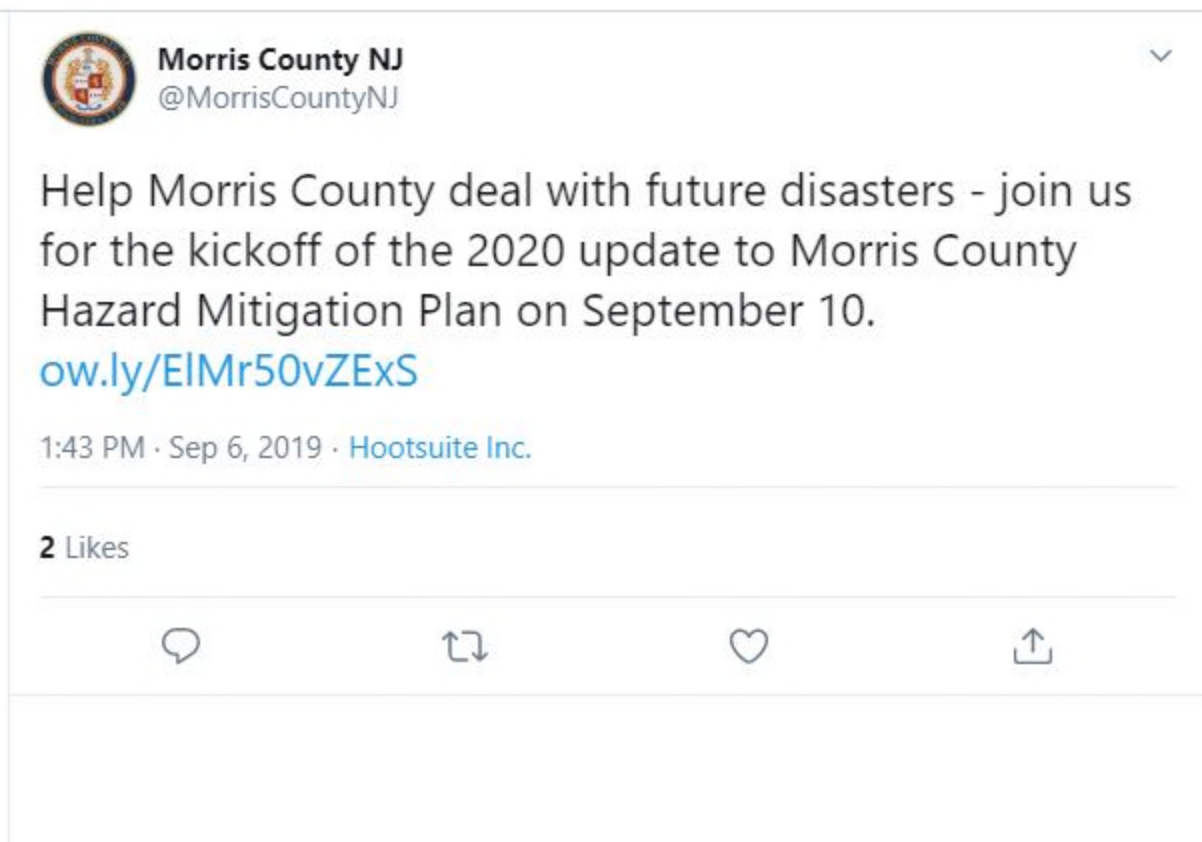 Morris County NJ
@MorrisCountyNJ
Help Morris County deal with future disasters - join us
for the kickoff of the 2020 update to Morris County
Hazard Mitigation Plan on September 10.
ow.ly/ElMr50vZExS
1:43 PM · Sep 6, 2019 · Hootsuite Inc.
2 Likes